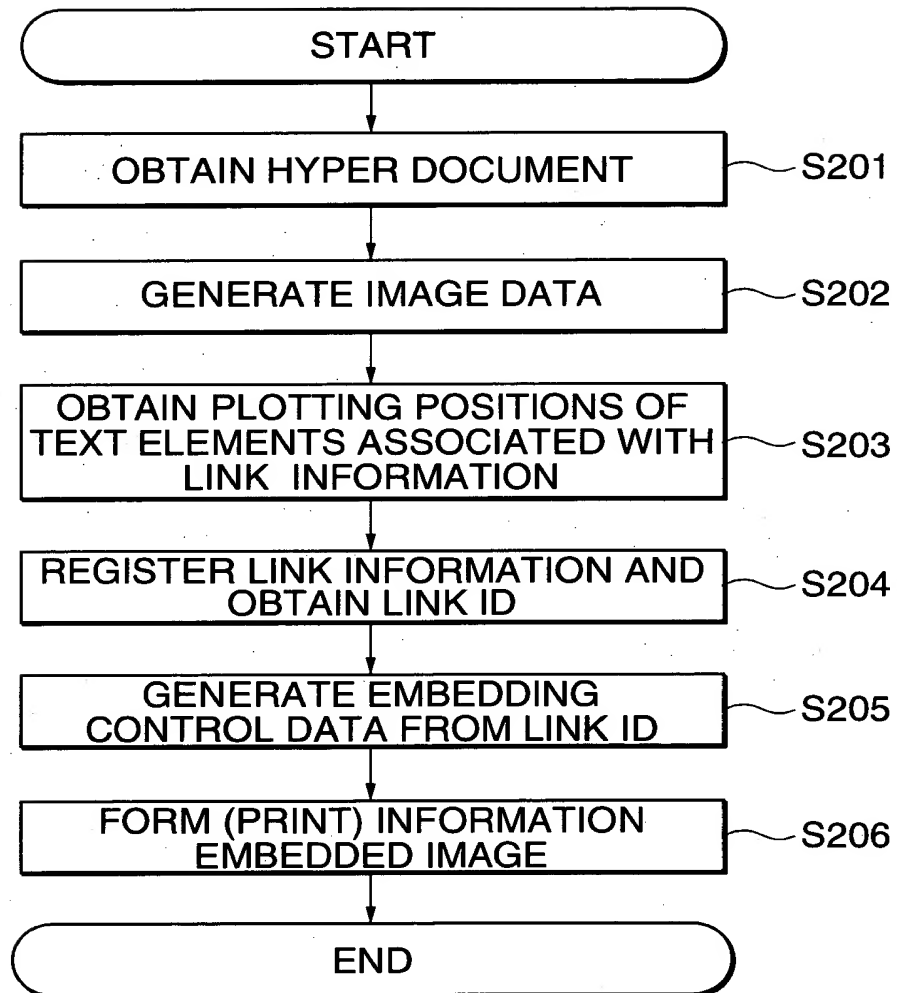 START
OBTAIN HYPER DOCUMENT
S201
GENERATE IMAGE DATA
S202
OBTAIN PLOTTING POSITIONS OF
TEXT ELEMENTS ASSOCIATED WITH
LINK INFORMATION
S203
REGISTER LINK INFORMATION AND
OBTAIN LINK ID
S204
GENERATE EMBEDDING
CONTROL DATA FROM LINK ID
S205
FORM (PRINT) INFORMATION
EMBEDDED IMAGE
S206
END